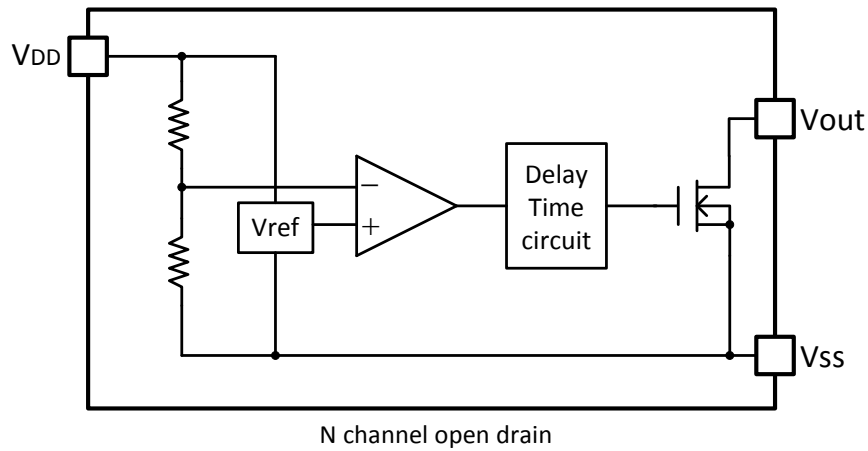 VDD
Vout
Delay
Time
circuit
−
+
Vref
Vss
N channel open drain